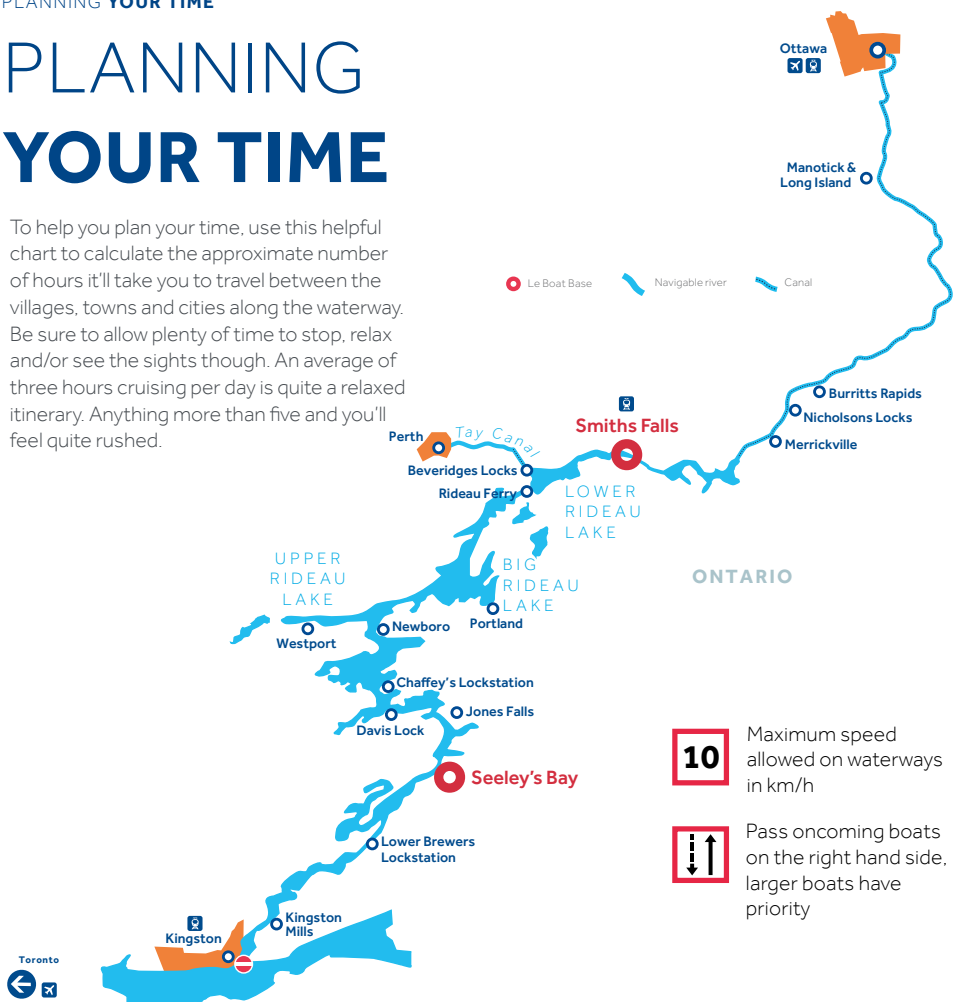 PLANNING YOUR TIME
PLANNING
YOUR TIME
To help you plan your time, use this helpful
chart to calculate the approximate number
of hours it'll take you to travel between the
villages, towns and cities along the waterway.
Be sure to allow plenty of time to stop, relax
and/or see the sights though. An average of
three hours cruising per day is quite a relaxed
itinerary. Anything more than five and you'll
feel quite rushed.
Ottawa
Manotick &
Long Island
Le Boat Base
Navigable river
Canal
Burritts Rapids
Nicholsons Locks
Merrickville
Smiths Falls
Perth
Tay Canal
Beveridges Locks
Rideau Ferry
LOWER
RIDEAU
LAKE
UPPER
RIDEAU
LAKE
BIG
RIDEAU
LAKE
ONTARIO
Portland
Newboro
Westport
Chaffey's Lockstation
Jones Falls
Davis Lock
Seeley's Bay
Lower Brewers
Lockstation
Kingston
Mills
Kingston
Toronto
10
Maximum speed
allowed on waterways
in km/h
Pass oncoming boats
on the right hand side,
larger boats have
priority